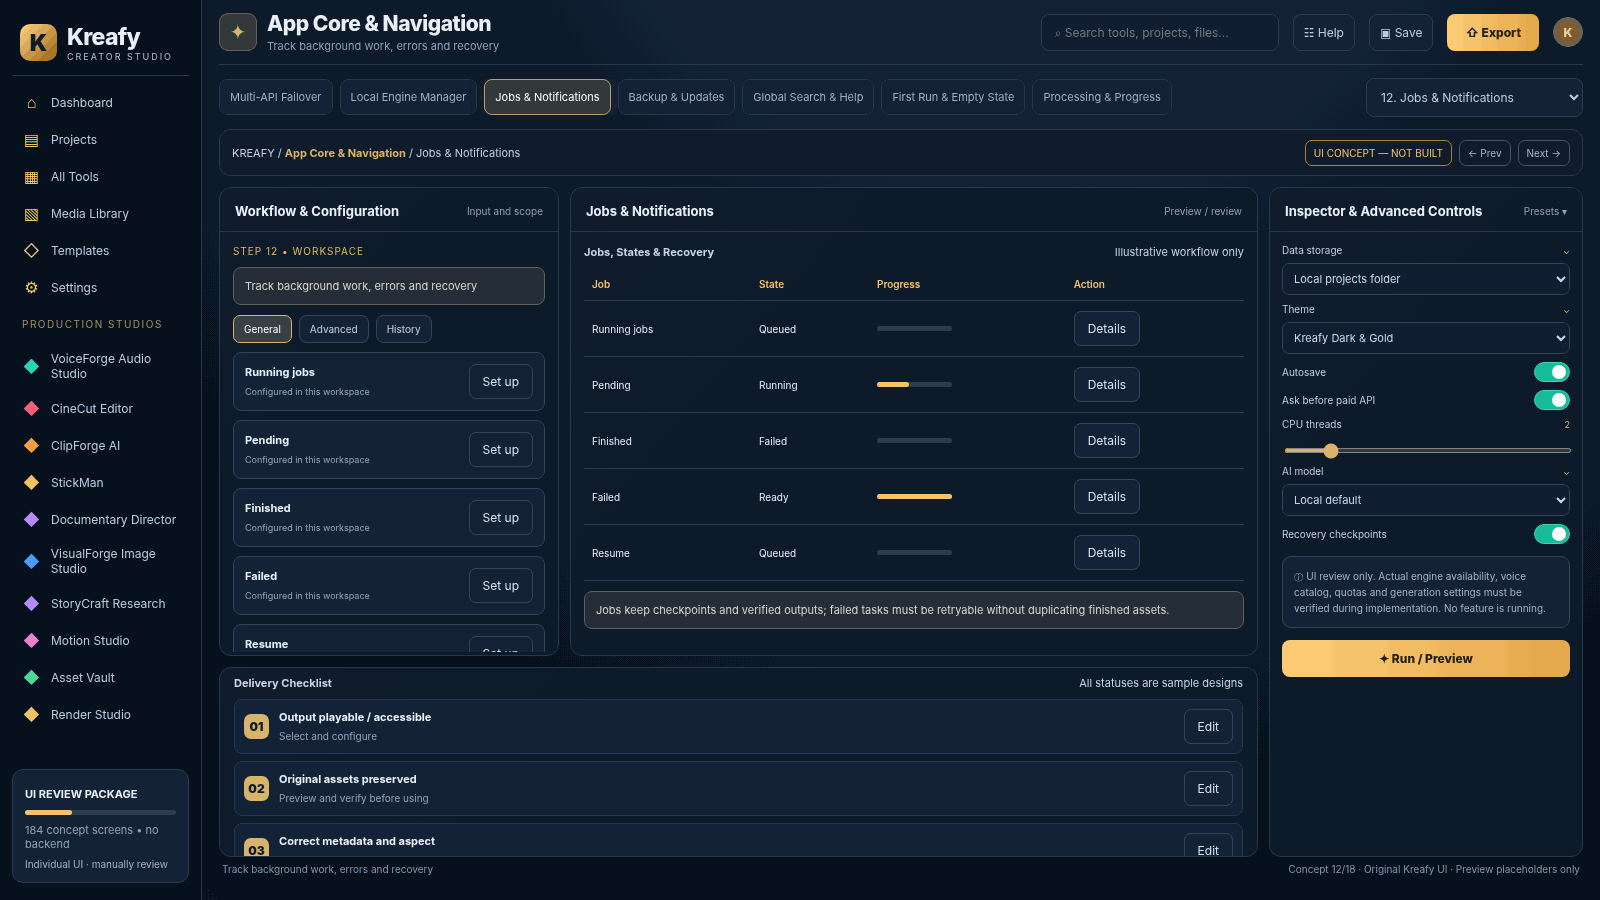 K
Kreafy
CREATOR STUDIO
Dashboard
Projects
All Tools
Media Library
Templates
Settings
PRODUCTION STUDIOS
VoiceForge Audio
Studio
CineCut Editor
ClipForge AI
StickMan
Documentary Director
VisualForge Image
Studio
StoryCraft Research
Motion Studio
Asset Vault
Render Studio
UI REVIEW PACKAGE
184 concept screens • no
backend
Individual UI · manually review
App Core & Navigation
Track background work, errors and recovery
Search tools, projects, files...
Help
Save
Export
K
Multi-API Failover
Local Engine Manager
Jobs & Notifications
Backup & Updates
Global Search & Help
First Run & Empty State
Processing & Progress
12. Jobs & Notifications
KREAFY / App Core & Navigation / Jobs & Notifications
UI CONCEPT — NOT BUILT
← Prev
Next →
Workflow & Configuration
Input and scope
STEP 12 • WORKSPACE
Track background work, errors and recovery
General
Advanced
History
Running jobs
Configured in this workspace
Set up
Pending
Configured in this workspace
Set up
Finished
Configured in this workspace
Set up
Failed
Configured in this workspace
Set up
Resume
Set up
Jobs & Notifications
Preview / review
Jobs, States & Recovery
Illustrative workflow only
Job State Progress Action
Running jobs Queued Details
Pending Running Details
Finished Failed Details
Failed Ready Details
Resume Queued Details
Jobs keep checkpoints and verified outputs; failed tasks must be retryable without duplicating finished assets.
Delivery Checklist
All statuses are sample designs
01
Output playable / accessible
Select and configure
Edit
02
Original assets preserved
Preview and verify before using
Edit
03
Correct metadata and aspect
Edit
Inspector & Advanced Controls
Presets ▾
Data storage
Local projects folder
Theme
Kreafy Dark & Gold
Autosave
Ask before paid API
CPU threads
2
AI model
Local default
Recovery checkpoints
ⓘ UI review only. Actual engine availability, voice
catalog, quotas and generation settings must be
verified during implementation. No feature is running.
✦ Run / Preview
Track background work, errors and recovery
Concept 12/18 · Original Kreafy UI · Preview placeholders only